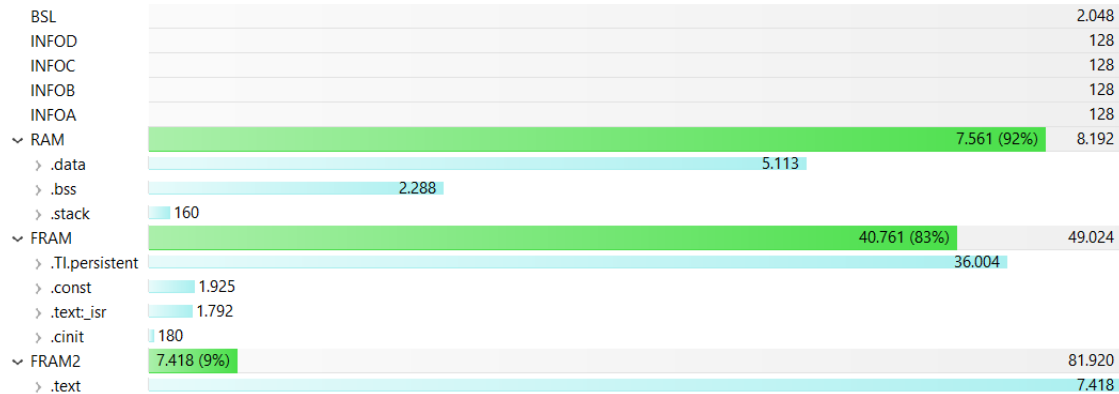 BSL 2.048
INFOD 128
INFOC 128
INFOB 128
INFOA 128
RAM 7.561 (92%) 8.192
.data 5.113
.bss 2.288
.stack 160
FRAM 40.761 (83%) 49.024
.TI.persistent 36.004
.const 1.925
.text:_isr 1.792
.cinit 180
FRAM2 7.418 (9%) 81.920
.text 7.418